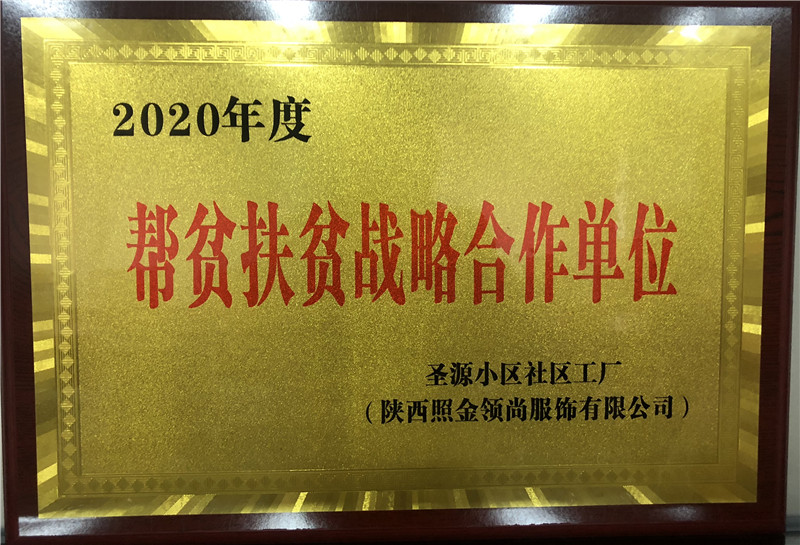 2020年度
帮贫扶贫战略合作单位
圣源小区社区工厂
（陕西照金领尚服饰有限公司）